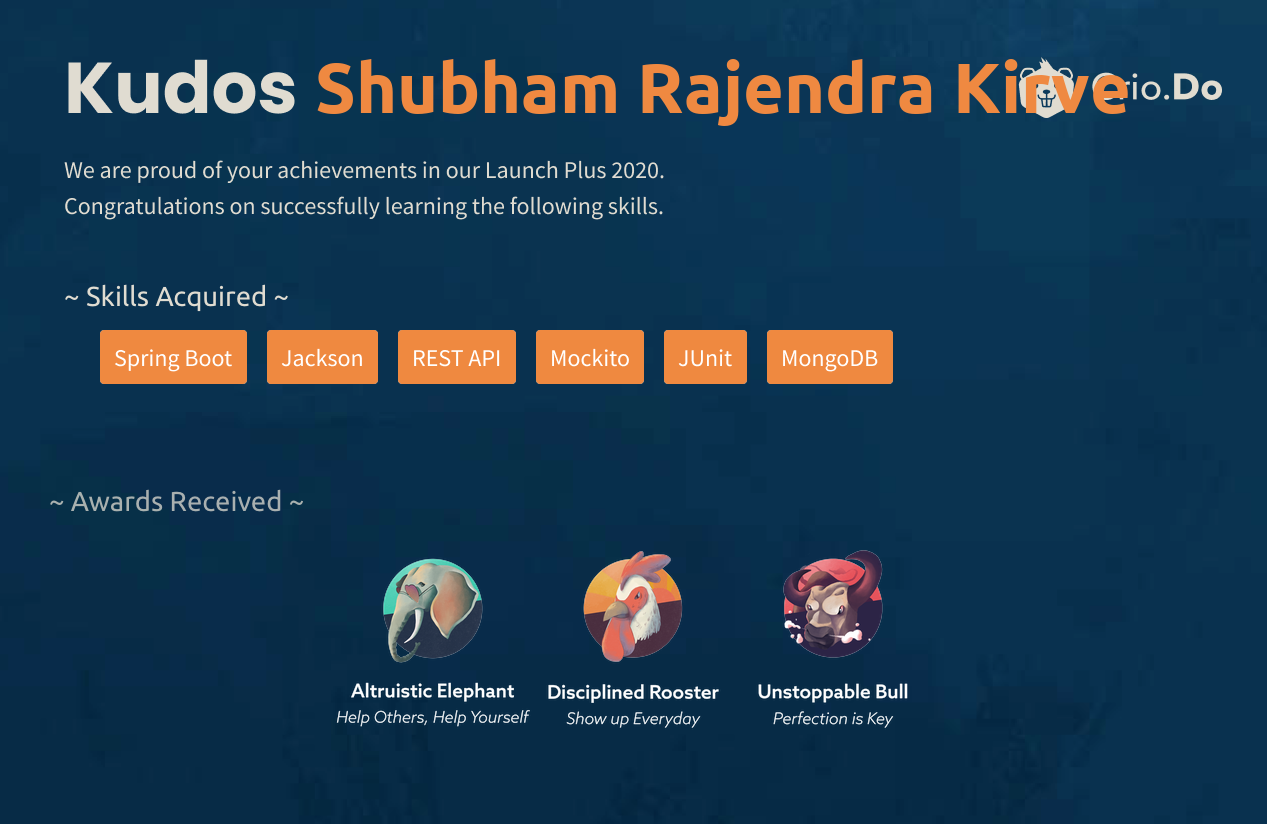 Kudos Shubham Rajendra Kirve
Crio.Do
We are proud of your achievements in our Launch Plus 2020.
Congratulations on successfully learning the following skills.
~ Skills Acquired ~
Spring Boot Jackson REST API Mockito JUnit MongoDB
~ Awards Received ~
Altruistic Elephant Disciplined Rooster Unstoppable Bull
Help Others, Help Yourself Show up Everyday Perfection is Key